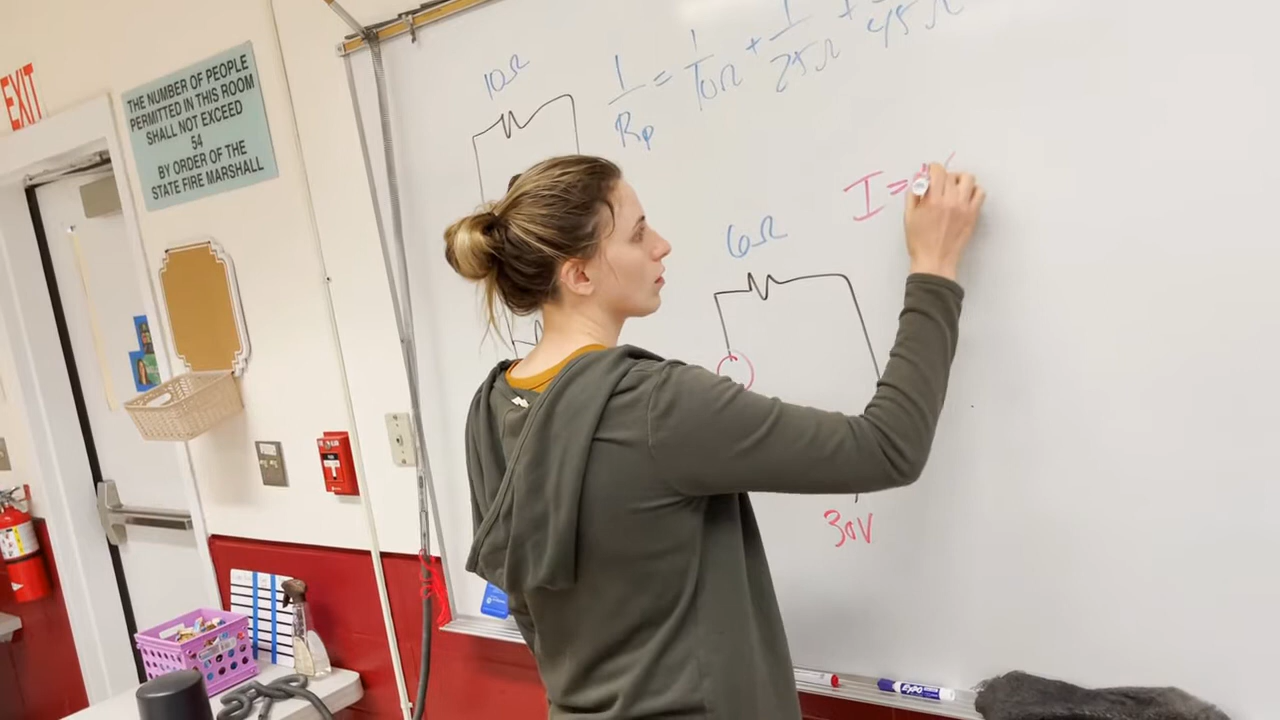 EXIT
THE NUMBER OF PEOPLE
PERMITTED IN THIS ROOM
SHALL NOT EXCEED
54
BY ORDER OF THE
STATE FIRE MARSHALL
10Ω
1/Rp = 1/10Ω + 1/25Ω + /45Ω
I =
6Ω
30V
EXPO